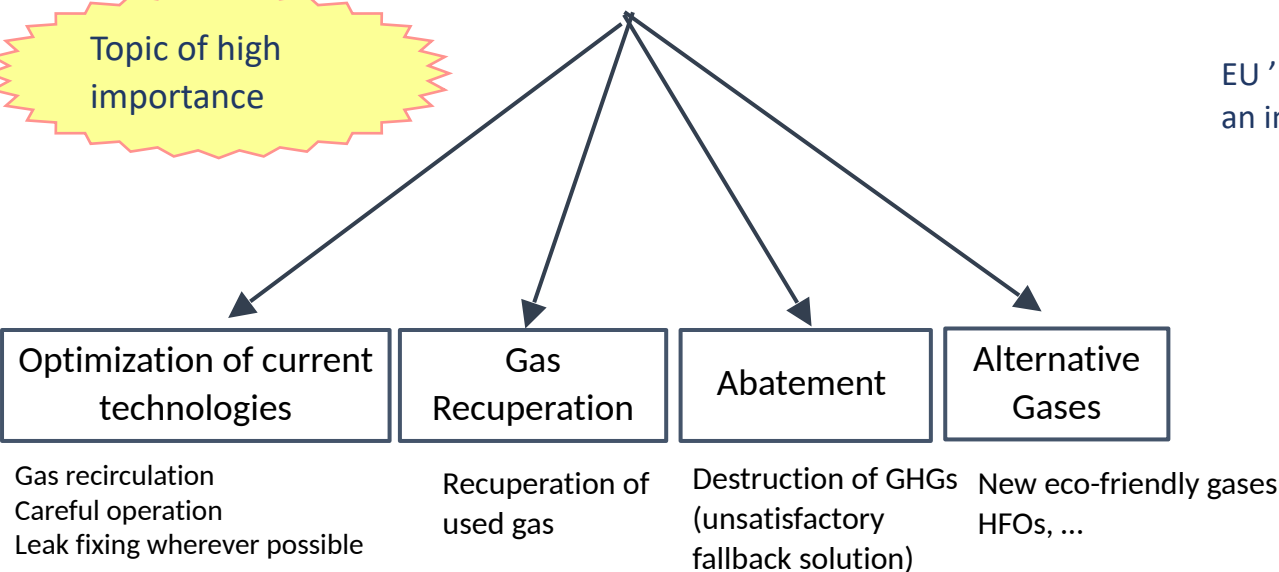 Topic of high
importance
EU ’
an
Optimization of current
technologies
Gas
Recuperation
Abatement
Alternative
Gases
Gas recirculation
Careful operation
Leak fixing wherever possible
Recuperation of
used gas
Destruction of GHGs
(unsatisfactory
fallback solution)
New eco-friendly gases
HFOs, ...